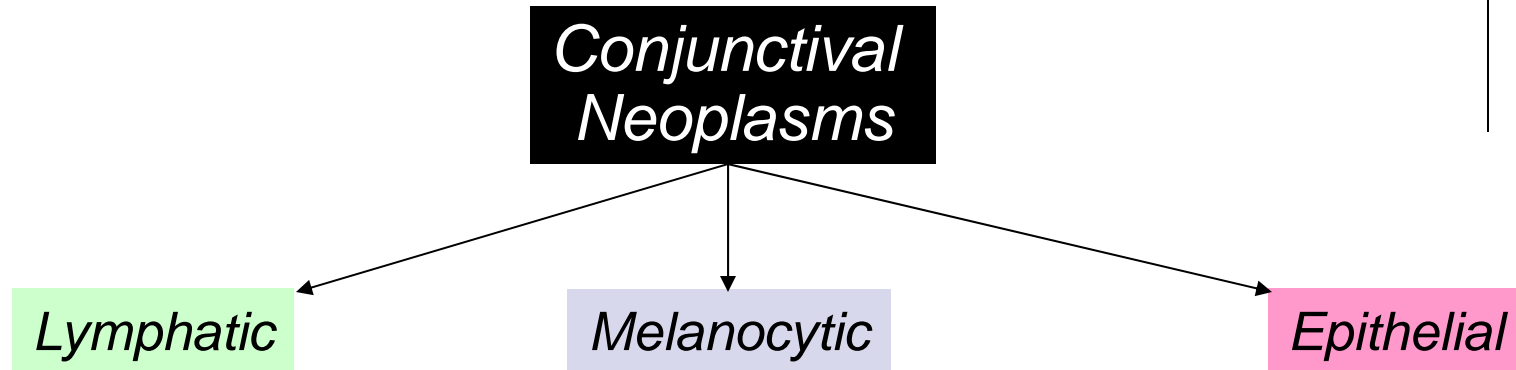 Conjunctival
Neoplasms
Lymphatic
Melanocytic
Epithelial